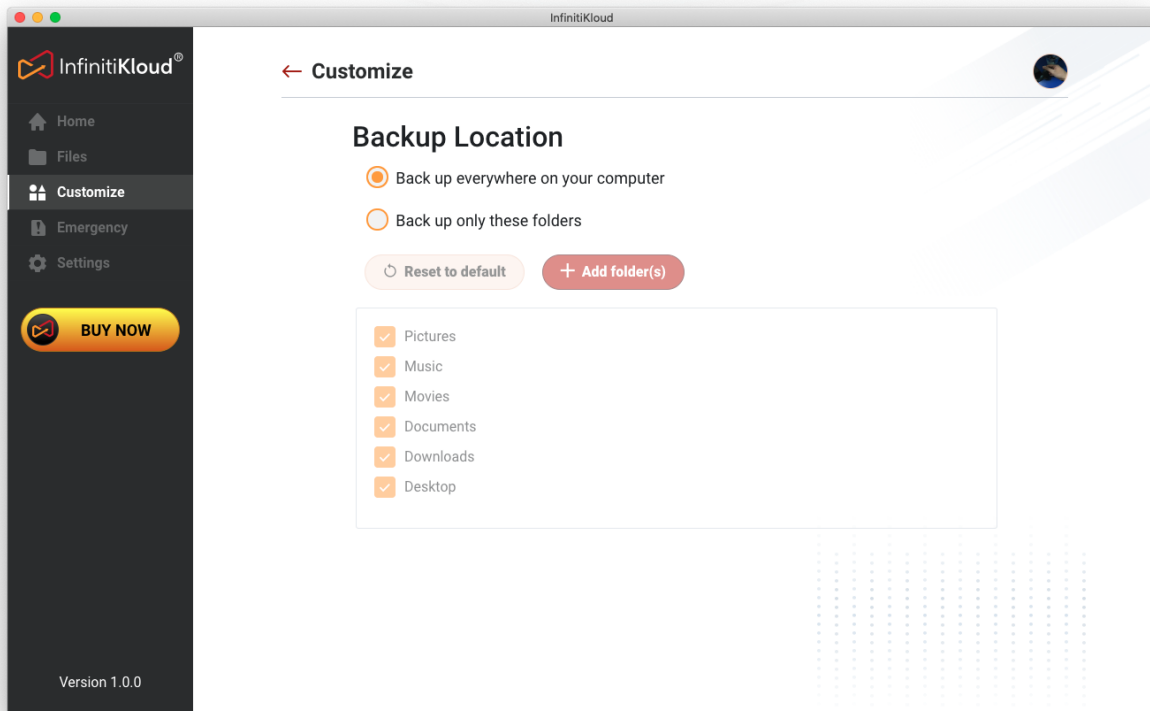 InfinitiKloud
InfinitiKloud®
Home
Files
Customize
Emergency
Settings
BUY NOW
Version 1.0.0
Customize
Backup Location
Back up everywhere on your computer
Back up only these folders
Reset to default
Add folder(s)
Pictures
Music
Movies
Documents
Downloads
Desktop